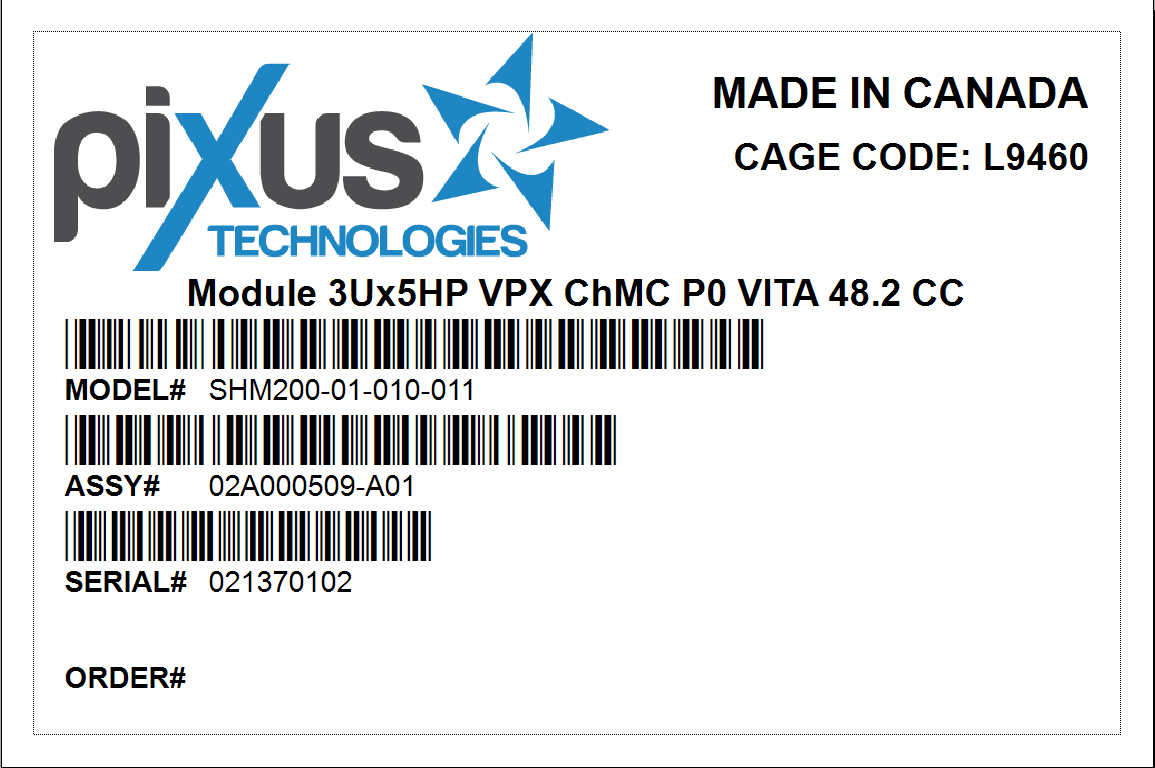 pixus
TECHNOLOGIES
MADE IN CANADA
CAGE CODE: L9460
Module 3Ux5HP VPX ChMC P0 VITA 48.2 CC
MODEL# SHM200-01-010-011
ASSY# 02A000509-A01
SERIAL# 021370102
ORDER#